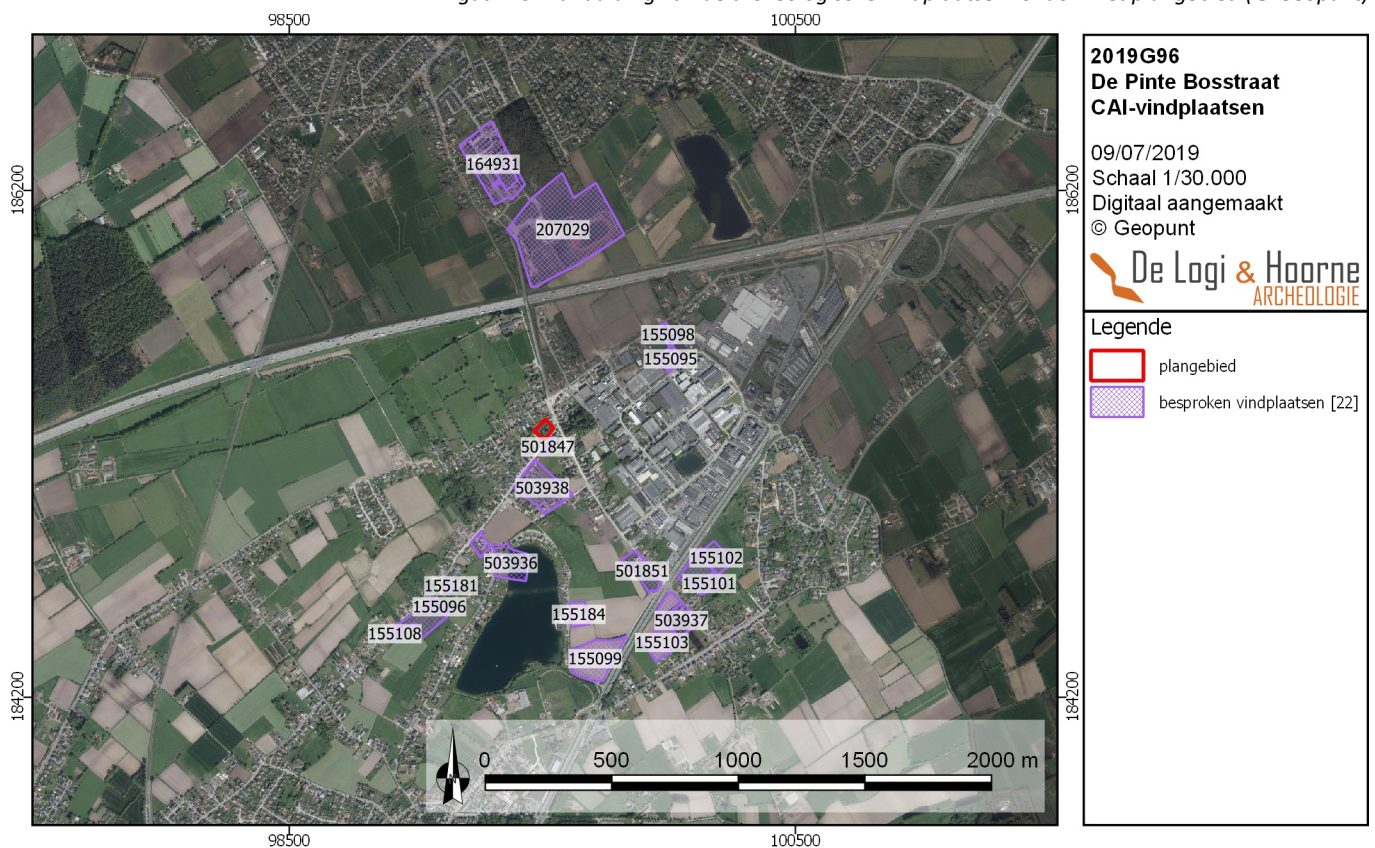 98500 100500
186200
186200
184200
184200
164931
207029
155098
155095
501847
503938
503936
501851
155102
155101
155181
155096
155184
503937
155108
155103
155099
N
0 500 1000 1500 2000 m
98500 100500
2019G96
De Pinte Bosstraat
CAI-vindplaatsen
09/07/2019
Schaal 1/30.000
Digitaal aangemaakt
© Geopunt
De Logi & Hoorne
ARCHEOLOGIE
Legende
plangebied
besproken vindplaatsen [22]